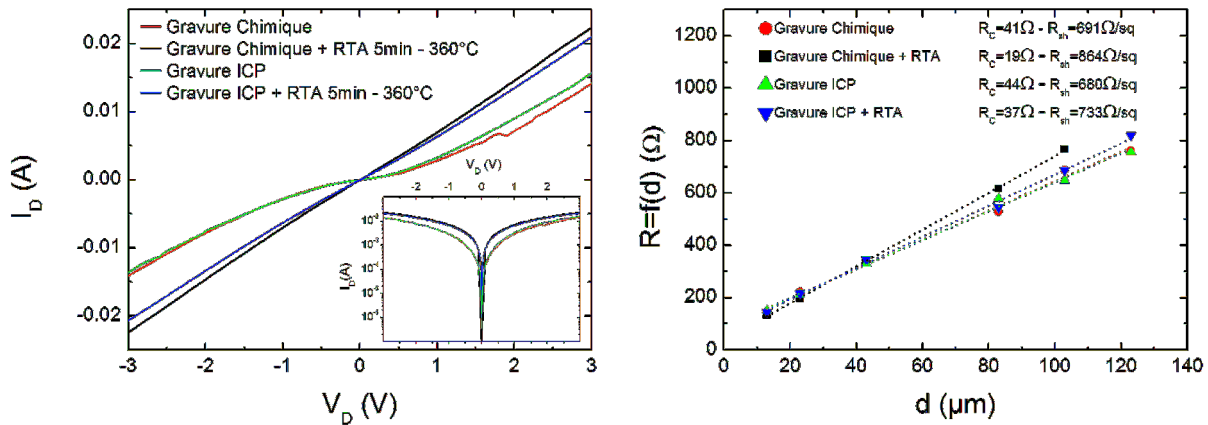 Gravure Chimique
Gravure Chimique + RTA 5min - 360°C
Gravure ICP
Gravure ICP + RTA 5min - 360°C
0.02
0.01
0.00
-0.01
-0.02
I_D (A)
-3 -2 -1 0 1 2 3
V_D (V)
V_D (V)
-2 -1 0 1 2
I_D(A)
Gravure Chimique R_C=41Ω - R_sh=691Ω/sq
Gravure Chimique + RTA R_C=19Ω - R_sh=864Ω/sq
Gravure ICP R_C=44Ω - R_sh=680Ω/sq
Gravure ICP + RTA R_C=37Ω - R_sh=733Ω/sq
1200
1000
800
600
400
200
0
R=f(d) (Ω)
0 20 40 60 80 100 120 140
d (µm)